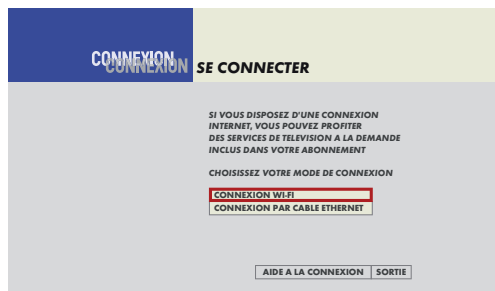 CONNEXION
CONNEXION
SE CONNECTER
SI VOUS DISPOSEZ D'UNE CONNEXION
INTERNET, VOUS POUVEZ PROFITER
DES SERVICES DE TELEVISION A LA DEMANDE
INCLUS DANS VOTRE ABONNEMENT
CHOISISSEZ VOTRE MODE DE CONNEXION
CONNEXION WI-FI
CONNEXION PAR CABLE ETHERNET
AIDE A LA CONNEXION SORTIE